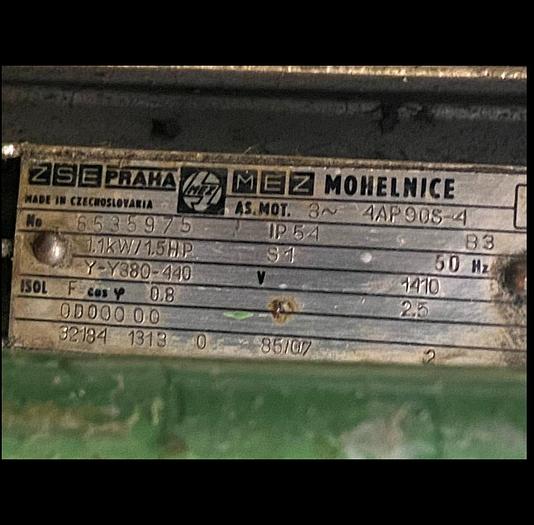 ZSE PRAHA MEZ MEZ MOHELNICE
MADE IN CZECHOSLOVAKIA AS.MOT. 3~ 4AP90S-4
No 6535975 IP54 B3
1.1kW/1.5HP S1 50 Hz
Y-Y380-440 V 1410
ISOL F cos φ 0.8 2.5
0D000 00
32184 1313 0 86/07 2